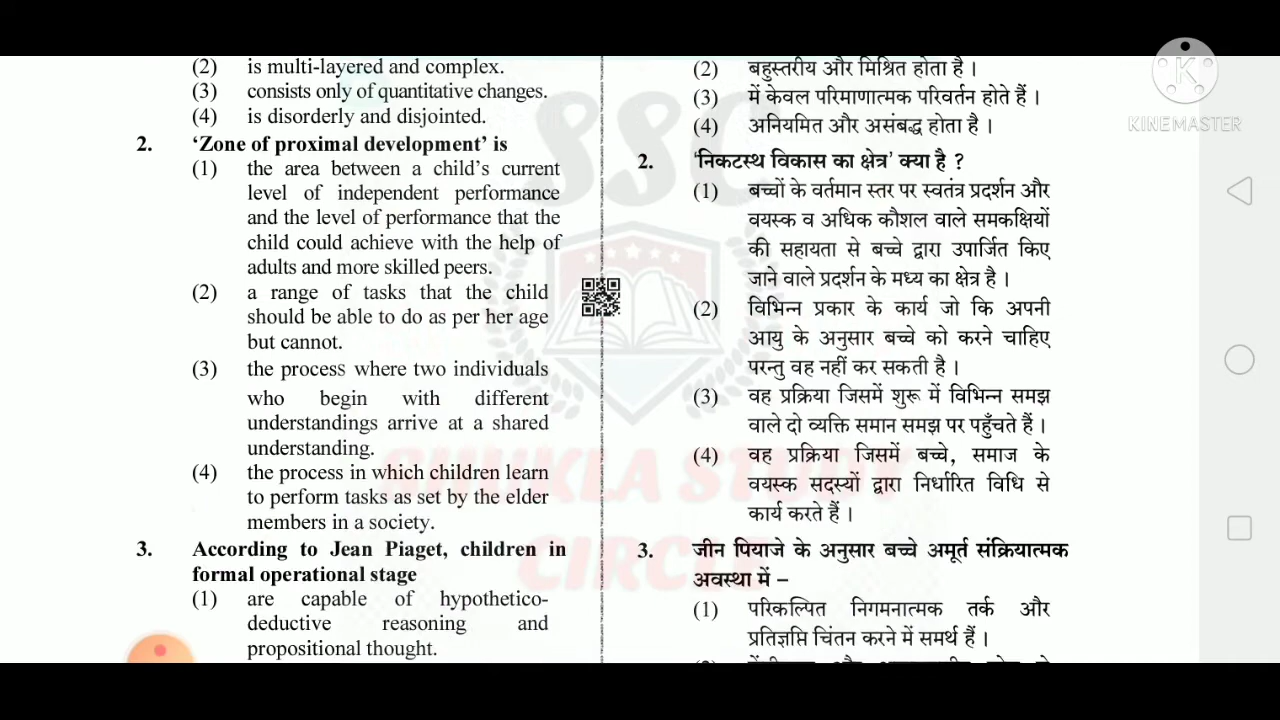 (2) is multi-layered and complex.
(3) consists only of quantitative changes.
(4) is disorderly and disjointed.
2. ‘Zone of proximal development’ is
(1) the area between a child’s current
level of independent performance
and the level of performance that the
child could achieve with the help of
adults and more skilled peers.
(2) a range of tasks that the child
should be able to do as per her age
but cannot.
(3) the process where two individuals
who begin with different
understandings arrive at a shared
understanding.
(4) the process in which children learn
to perform tasks as set by the elder
members in a society.
3. According to Jean Piaget, children in
formal operational stage
(1) are capable of hypothetico-
deductive reasoning and
propositional thought.
(2) बहुस्तरीय और मिश्रित होता है ।
(3) में केवल परिमाणात्मक परिवर्तन होते हैं ।
(4) अनियमित और असंबद्ध होता है ।
2. ‘निकटस्थ विकास का क्षेत्र’ क्या है ?
(1) बच्चों के वर्तमान स्तर पर स्वतंत्र प्रदर्शन और
वयस्क व अधिक कौशल वाले समकक्षियों
की सहायता से बच्चे द्वारा उपार्जित किए
जाने वाले प्रदर्शन के मध्य का क्षेत्र है ।
(2) विभिन्न प्रकार के कार्य जो कि अपनी
आयु के अनुसार बच्चे को करने चाहिए
परन्तु वह नहीं कर सकती है ।
(3) वह प्रक्रिया जिसमें शुरू में विभिन्न समझ
वाले दो व्यक्ति समान समझ पर पहुँचते हैं ।
(4) वह प्रक्रिया जिसमें बच्चे, समाज के
वयस्क सदस्यों द्वारा निर्धारित विधि से
कार्य करते हैं ।
3. जीन पियाजे के अनुसार बच्चे अमूर्त संक्रियात्मक
अवस्था में –
(1) परिकल्पित निगमनात्मक तर्क और
प्रतिज्ञप्ति चिंतन करने में समर्थ हैं ।
SSC
SHUKLA STUDY
CIRCLE
K
KINEMASTER